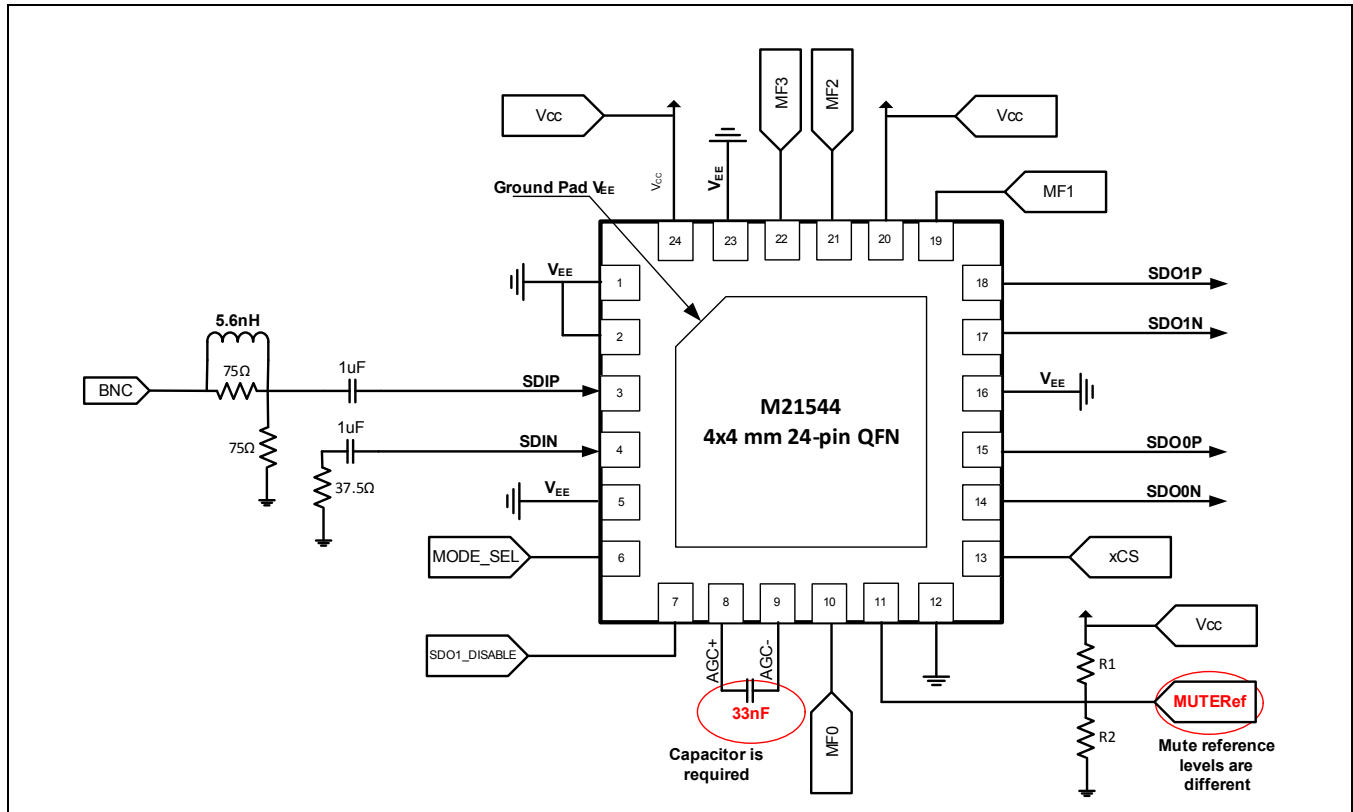 Vcc
MF3
MF2
Vcc
MF1
VCC
VEE
Ground Pad VEE
24
23
22
21
20
19
VEE
1
2
5.6nH
75Ω
BNC
1uF
SDIP
3
75Ω
1uF
SDIN
4
37.5Ω
VEE
5
MODE_SEL
6
M21544
4x4 mm 24-pin QFN
18
SDO1P
17
SDO1N
16
VEE
15
SDO0P
14
SDO0N
13
xCS
7
8
9
10
11
12
SDO1_DISABLE
AGC+
AGC-
33nF
Capacitor is
required
MF0
Vcc
R1
MUTERef
R2
Mute reference
levels are
different